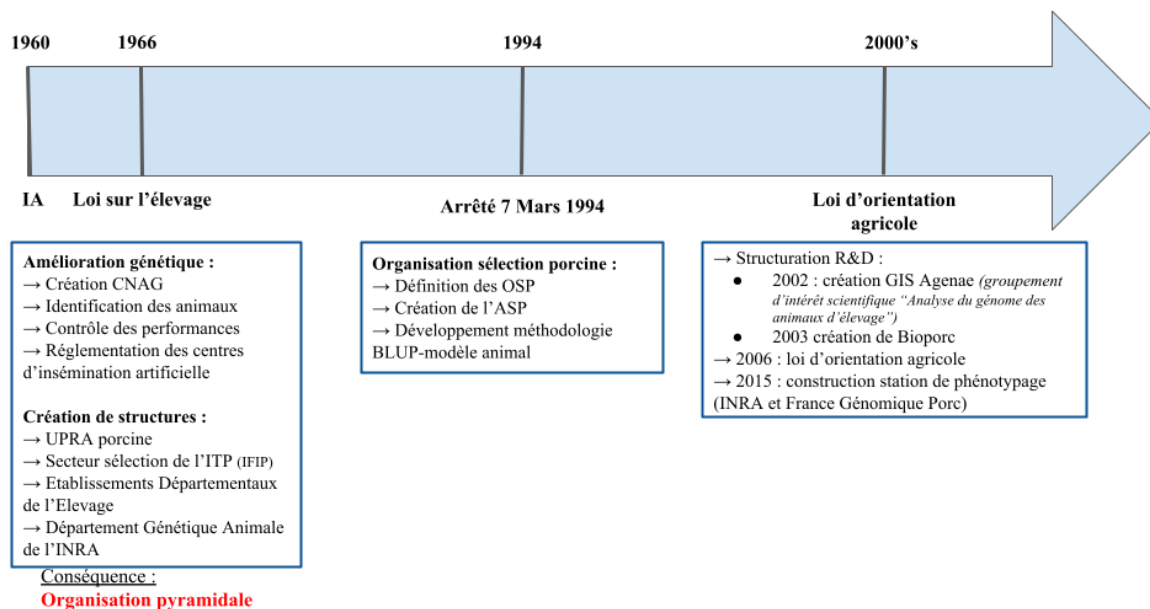 1960
1966
1994
2000's
IA
Loi sur l'élevage
Arrêté 7 Mars 1994
Loi d'orientation
agricole
Amélioration génétique :
→ Création CNAG
→ Identification des animaux
→ Contrôle des performances
→ Réglementation des centres
d'insémination artificielle
Création de structures :
→ UPRA porcine
→ Secteur sélection de l'ITP (IFIP)
→ Etablissements Départementaux
de l'Elevage
→ Département Génétique Animale
de l'INRA
Conséquence :
Organisation pyramidale
Organisation sélection porcine :
→ Définition des OSP
→ Création de l'ASP
→ Développement méthodologie
BLUP-modèle animal
→ Structuration R&D :
● 2002 : création GIS Agenae (groupement
d'intérêt scientifique "Analyse du génome des
animaux d'élevage")
● 2003 création de Bioporc
→ 2006 : loi d'orientation agricole
→ 2015 : construction station de phénotypage
(INRA et France Génomique Porc)